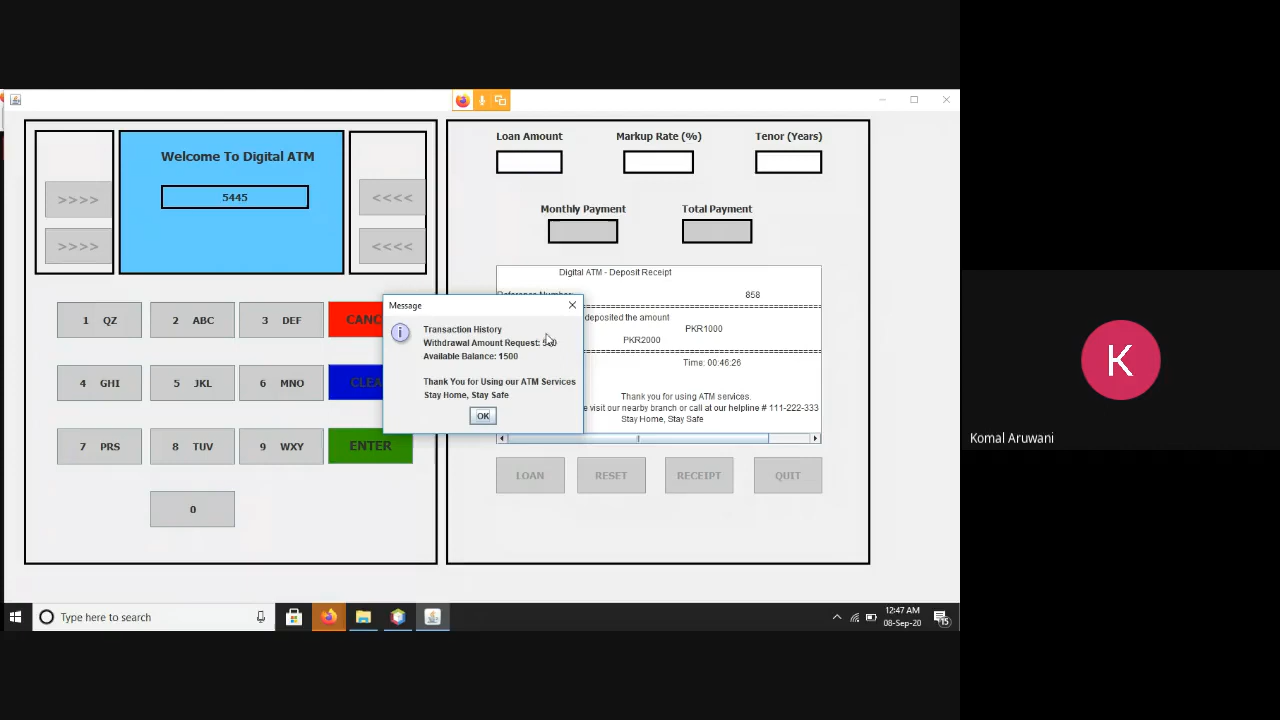 Welcome To Digital ATM
5445
>>>>
<<<<
>>>>
<<<<
1 QZ
2 ABC
3 DEF
4 GHI
5 JKL
6 MNO
7 PRS
8 TUV
9 WXY
ENTER
0
Loan Amount
Markup Rate (%)
Tenor (Years)
Monthly Payment
Total Payment
Digital ATM - Deposit Receipt
858
deposited the amount
PKR1000
PKR2000
Time: 00:46:26
Thank you for using ATM services.
visit our nearby branch or call at our helpline # 111-222-333
Stay Home, Stay Safe
Message
Transaction History
Withdrawal Amount Request:
Available Balance: 1500
Thank You for Using our ATM Services
Stay Home, Stay Safe
OK
LOAN
RESET
RECEIPT
QUIT
Type here to search
12:47 AM
08-Sep-20
15
K
Komal Aruwani